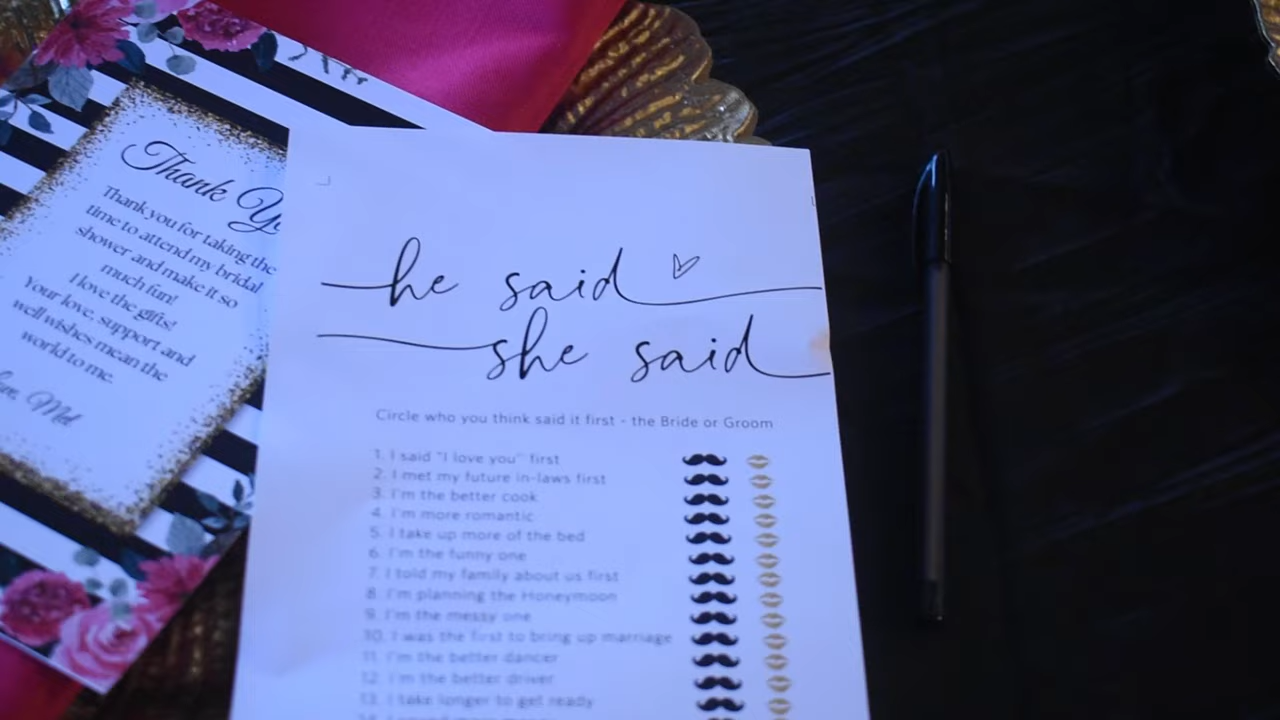 Thank
Thank you for taking the
time to attend my bridal
shower and make it so
much fun!
I love the gifts!
Your love, support and
well wishes mean the
world to me.
Mel
he said
she said
Circle who you think said it first - the Bride or Groom
1. I said "I love you" first
2. I met my future in-laws first
3. I'm the better cook
4. I'm more romantic
5. I take up more of the bed
6. I'm the funny one
7. I told my family about us first
8. I'm planning the Honeymoon
9. I'm the messy one
10. I was the first to bring up marriage
11. I'm the better dancer
12. I'm the better driver
13. I take longer to get ready